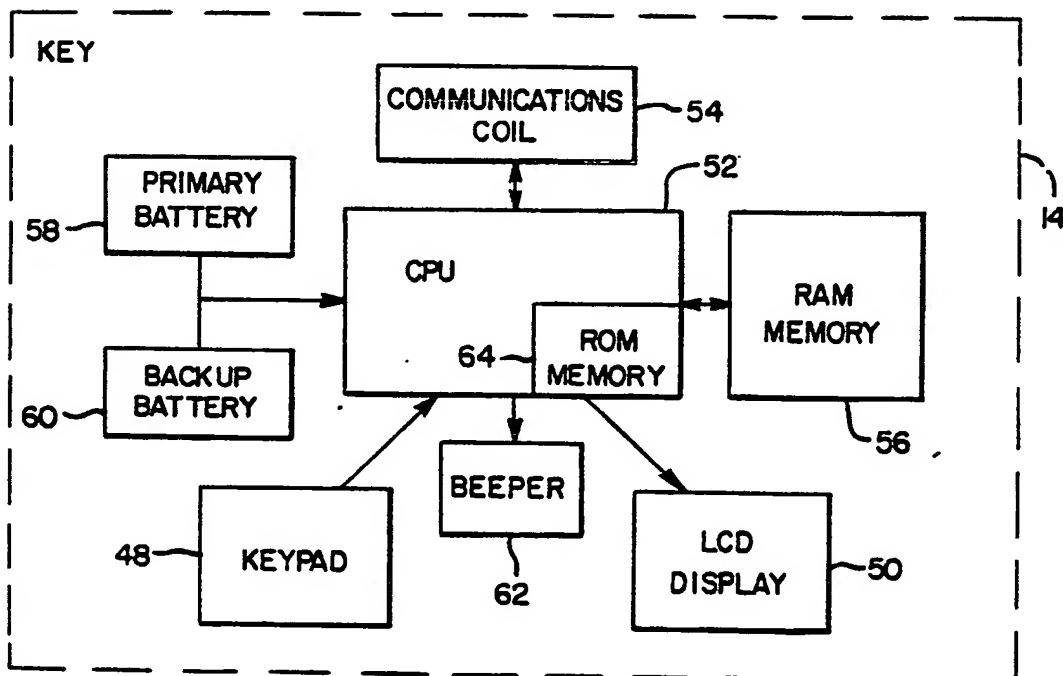 KEY
COMMUNICATIONS
COIL
54
PRIMARY
BATTERY
58
52
14
CPU
RAM
MEMORY
56
64
ROM
MEMORY
BACKUP
BATTERY
60
KEYPAD
48
BEEPER
62
LCD
DISPLAY
50